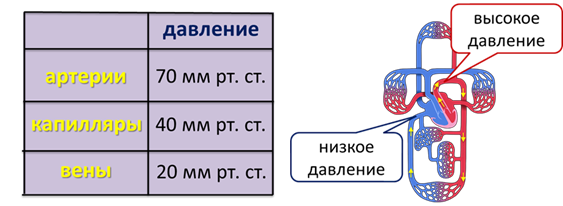 давление
артерии 70 мм рт. ст.
капилляры 40 мм рт. ст.
вены 20 мм рт. ст.
высокое
давление
низкое
давление